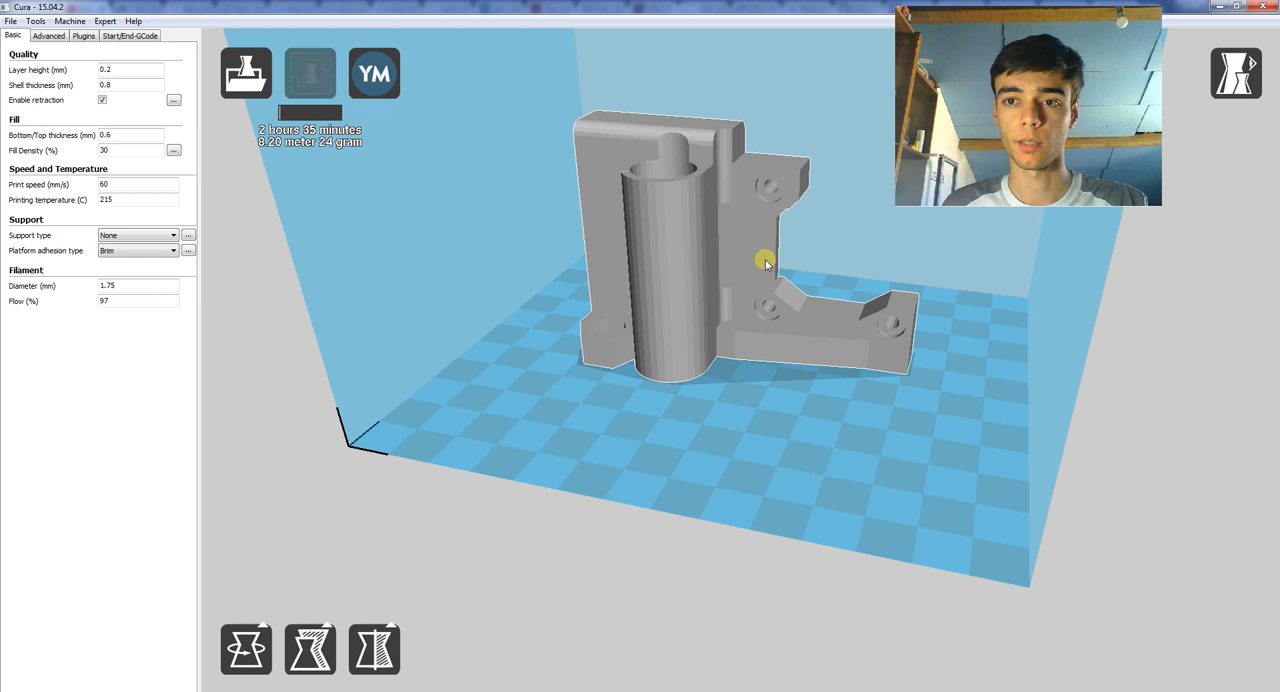 Cura - 15.04.2
File Tools Machine Expert Help
Basic Advanced Plugins Start/End-GCode
Quality
Layer height (mm) 0.2
Shell thickness (mm) 0.8
Enable retraction ...
Fill
Bottom/Top thickness (mm) 0.6
Fill Density (%) 30 ...
Speed and Temperature
Print speed (mm/s) 60
Printing temperature (C) 215
Support
Support type None ...
Platform adhesion type Brim ...
Filament
Diameter (mm) 1.75
Flow (%) 97
YM
2 hours 35 minutes
8.20 meter 24 gram